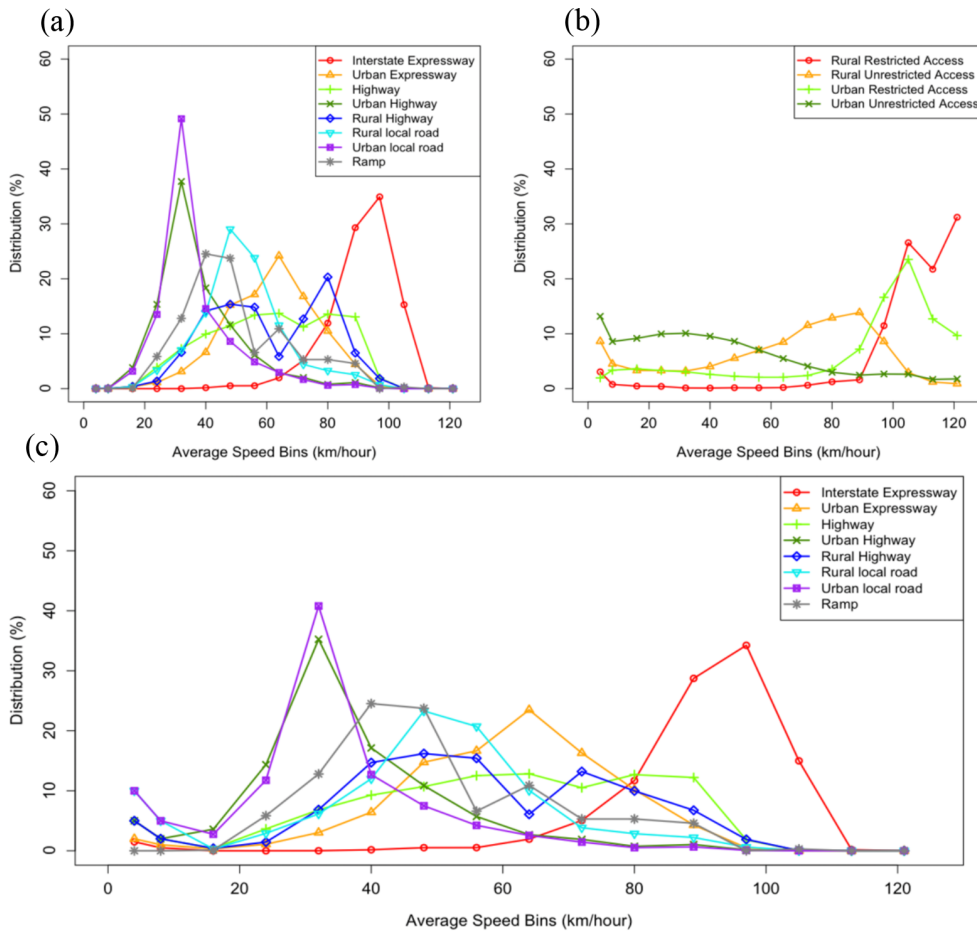 (a)
Interstate Expressway
Urban Expressway
Highway
Urban Highway
Rural Highway
Rural local road
Urban local road
Ramp
Distribution (%)
60
50
40
30
20
10
0
0 20 40 60 80 100 120
Average Speed Bins (km/hour)
(b)
Rural Restricted Access
Rural Unrestricted Access
Urban Restricted Access
Urban Unrestricted Access
Distribution (%)
60
50
40
30
20
10
0
0 20 40 60 80 100 120
Average Speed Bins (km/hour)
(c)
Interstate Expressway
Urban Expressway
Highway
Urban Highway
Rural Highway
Rural local road
Urban local road
Ramp
Distribution (%)
60
50
40
30
20
10
0
0 20 40 60 80 100 120
Average Speed Bins (km/hour)